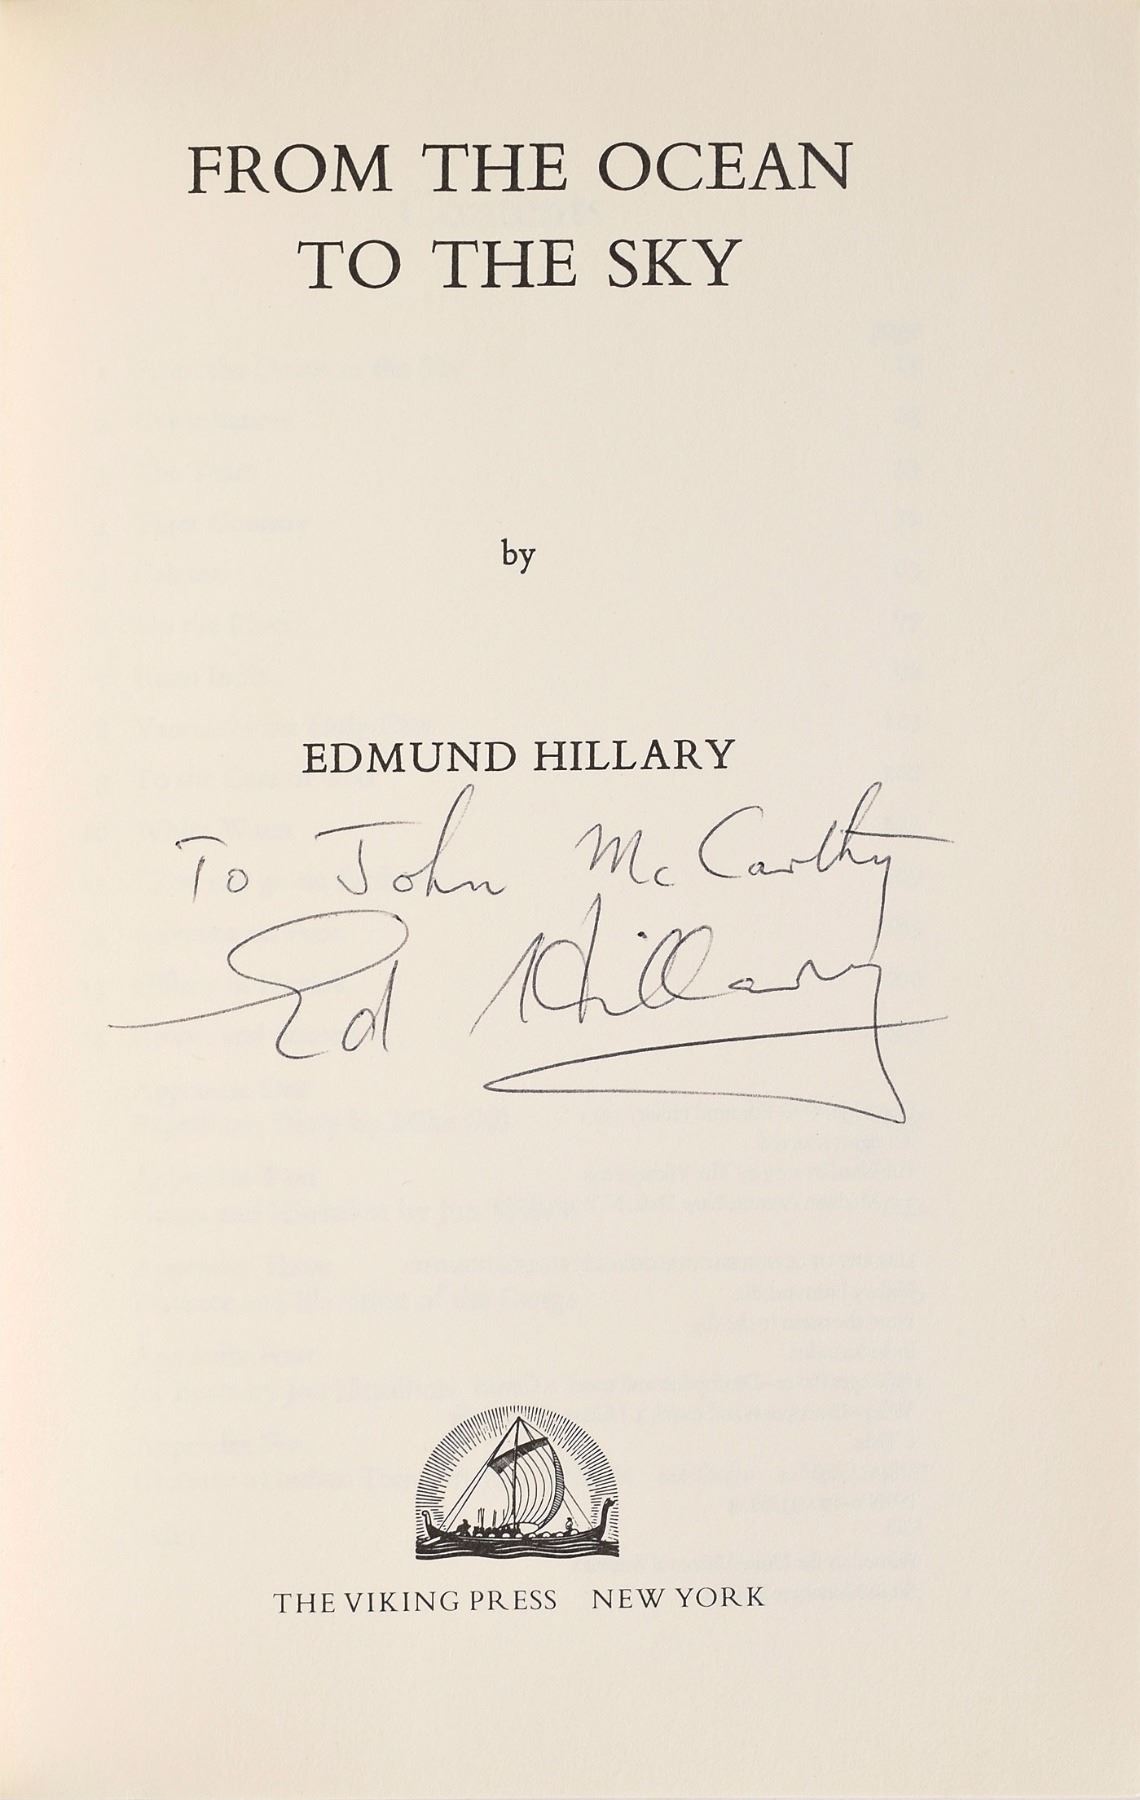 FROM THE OCEAN
TO THE SKY
by
EDMUND HILLARY
To John McCarthy
Ed Hillary
THE VIKING PRESS NEW YORK